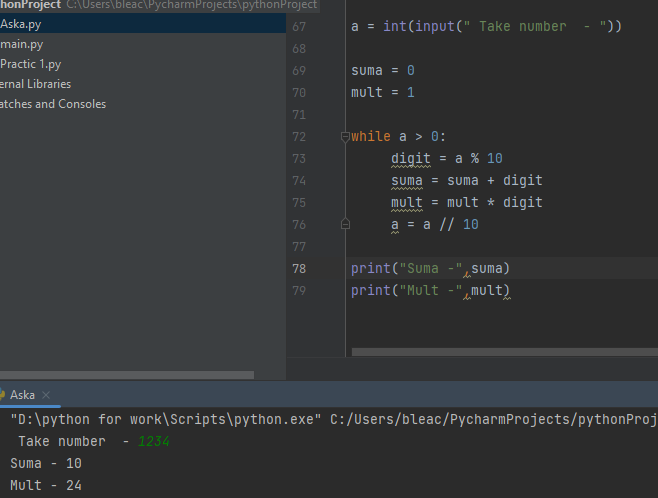 thonProject C:\Users\bleac\PycharmProjects\pythonProject
Aska.py
main.py
Practic 1.py
ernal Libraries
atches and Consoles
67 a = int(input(" Take number  - "))
68
69 suma = 0
70 mult = 1
71
72 while a > 0:
73 digit = a % 10
74 suma = suma + digit
75 mult = mult * digit
76 a = a // 10
77
78 print("Suma -",suma)
79 print("Mult -",mult)
Aska
"D:\python for work\Scripts\python.exe" C:/Users/bleac/PycharmProjects/pythonProj
Take number  - 1234
Suma - 10
Mult - 24